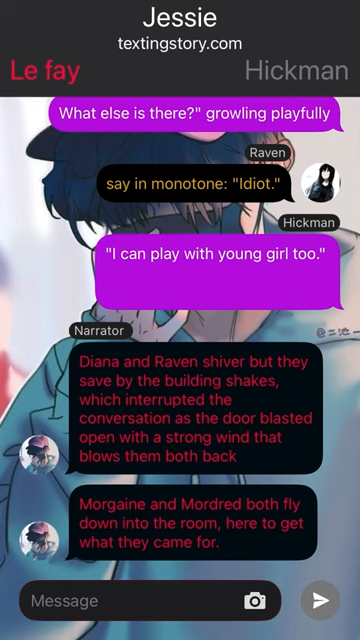 Jessie
textingstory.com
Le fay
Hickman
What else is there?" growling playfully
Raven
say in monotone: "Idiot."
Hickman
"I can play with young girl too."
Narrator
Diana and Raven shiver but they
save by the building shakes,
which interrupted the
conversation as the door blasted
open with a strong wind that
blows them both back
Morgaine and Mordred both fly
down into the room, here to get
what they came for.
Message